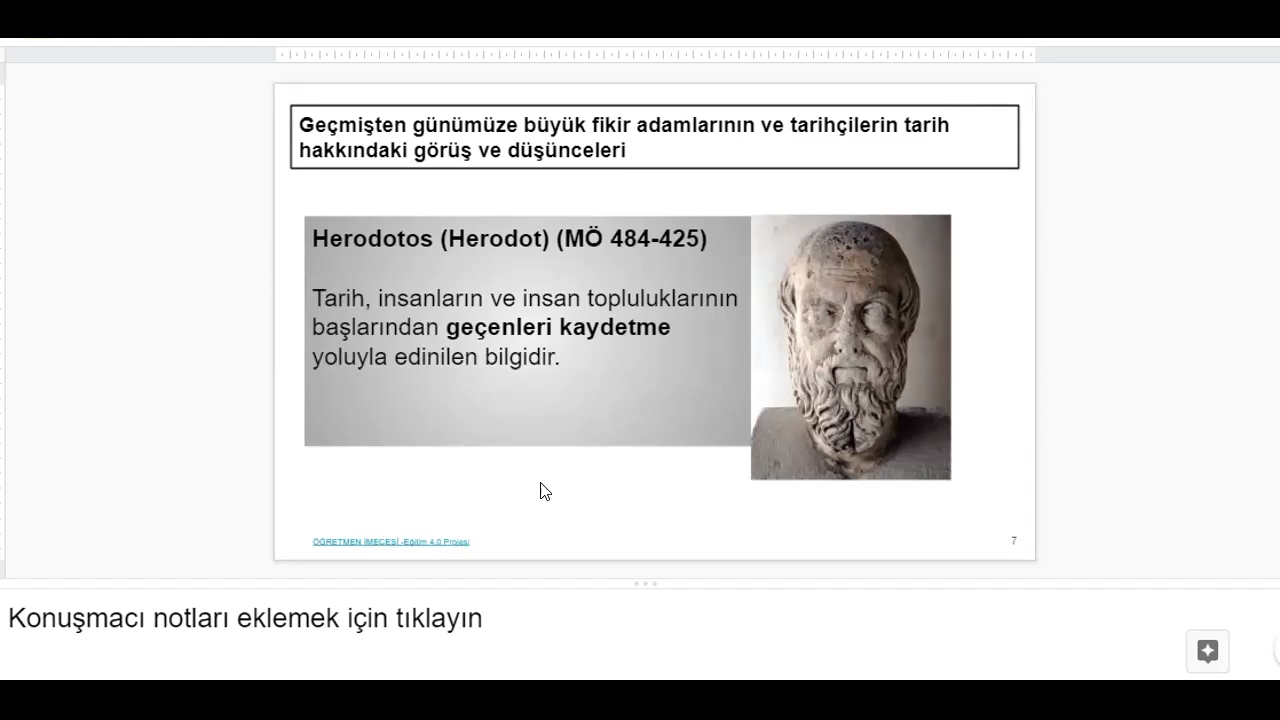 Geçmişten günümüze büyük fikir adamlarının ve tarihçilerin tarih
hakkındaki görüş ve düşünceleri
Herodotos (Herodot) (MÖ 484-425)
Tarih, insanların ve insan topluluklarının
başlarından geçenleri kaydetme
yoluyla edinilen bilgidir.
ÖĞRETMEN İMECESİ -Eğitim 4.0 Projesi
7
Konuşmacı notları eklemek için tıklayın